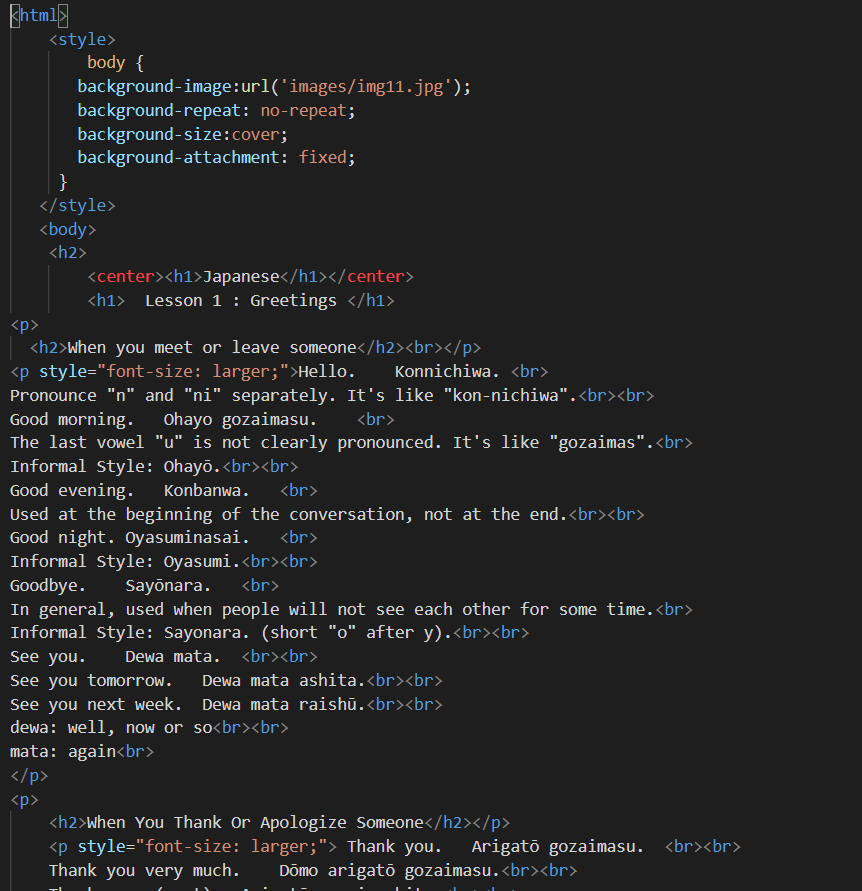 <html>
<style>
body {
background-image:url('images/img11.jpg');
background-repeat: no-repeat;
background-size:cover;
background-attachment: fixed;
}
</style>
<body>
<h2>
<center><h1>Japanese</h1></center>
<h1>  Lesson 1 : Greetings </h1>
<p>
<h2>When you meet or leave someone</h2><br></p>
<p style="font-size: larger;">Hello.    Konnichiwa. <br>
Pronounce "n" and "ni" separately. It's like "kon-nichiwa".<br><br>
Good morning.   Ohayo gozaimasu.    <br>
The last vowel "u" is not clearly pronounced. It's like "gozaimas".<br>
Informal Style: Ohayō.<br><br>
Good evening.   Konbanwa.   <br>
Used at the beginning of the conversation, not at the end.<br><br>
Good night. Oyasuminasai.   <br>
Informal Style: Oyasumi.<br><br>
Goodbye.    Sayōnara.   <br>
In general, used when people will not see each other for some time.<br>
Informal Style: Sayonara. (short "o" after y).<br><br>
See you.    Dewa mata.  <br><br>
See you tomorrow.   Dewa mata ashita.<br><br>
See you next week.  Dewa mata raishū.<br><br>
dewa: well, now or so<br><br>
mata: again<br>
</p>
<p>
<h2>When You Thank Or Apologize Someone</h2></p>
<p style="font-size: larger;"> Thank you.   Arigatō gozaimasu.  <br><br>
Thank you very much.    Dōmo arigatō gozaimasu.<br><br>